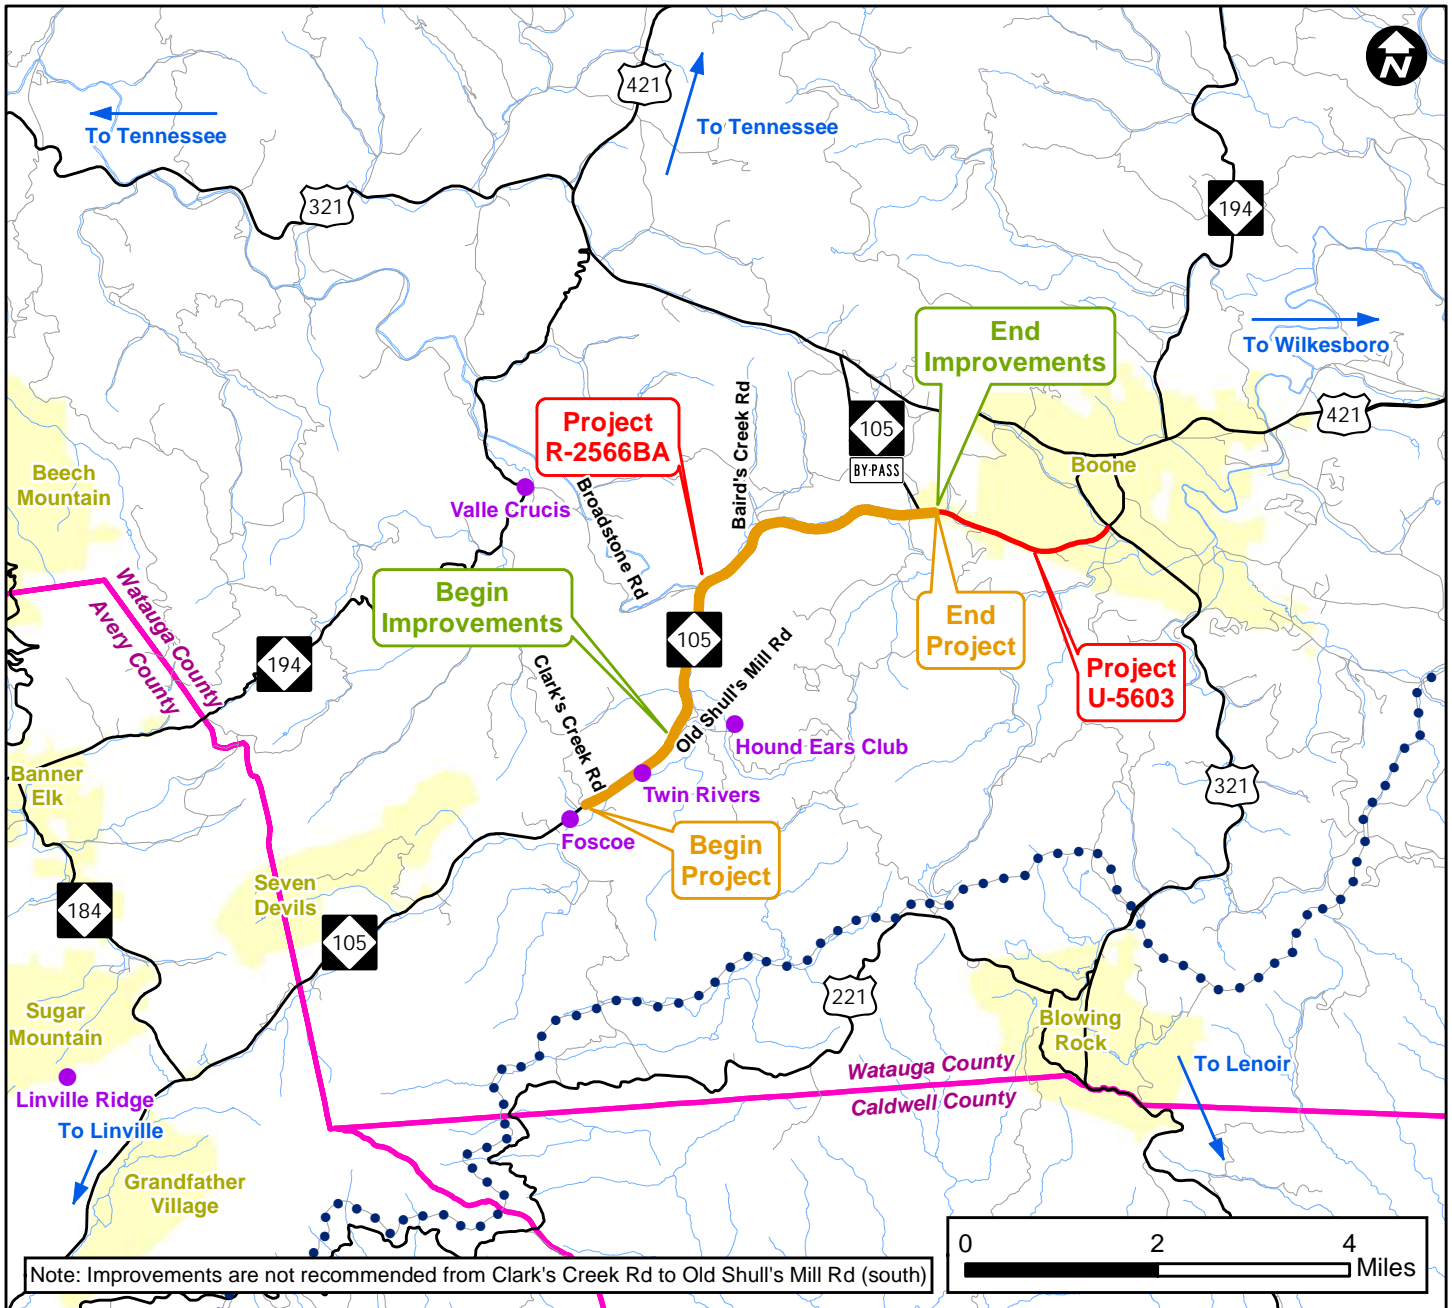 N
421
To Tennessee
To Tennessee
321
194
To Wilkesboro
End
Improvements
421
105
BY-PASS
Project
R-2566BA
Baird's Creek Rd
Boone
Beech
Mountain
Valle Crucis
Broadstone Rd
Begin
Improvements
Watauga County
Avery County
194
105
End
Project
Project
U-5603
Clark's Creek Rd
Old Shull's Mill Rd
Hound Ears Club
Banner
Elk
Twin Rivers
321
Foscoe
Begin
Project
Seven
Devils
184
105
221
Sugar
Mountain
Blowing
Rock
Watauga County
Caldwell County
To Lenoir
Linville Ridge
To Linville
Grandfather
Village
0 2 4
Miles
Note: Improvements are not recommended from Clark's Creek Rd to Old Shull's Mill Rd (south)